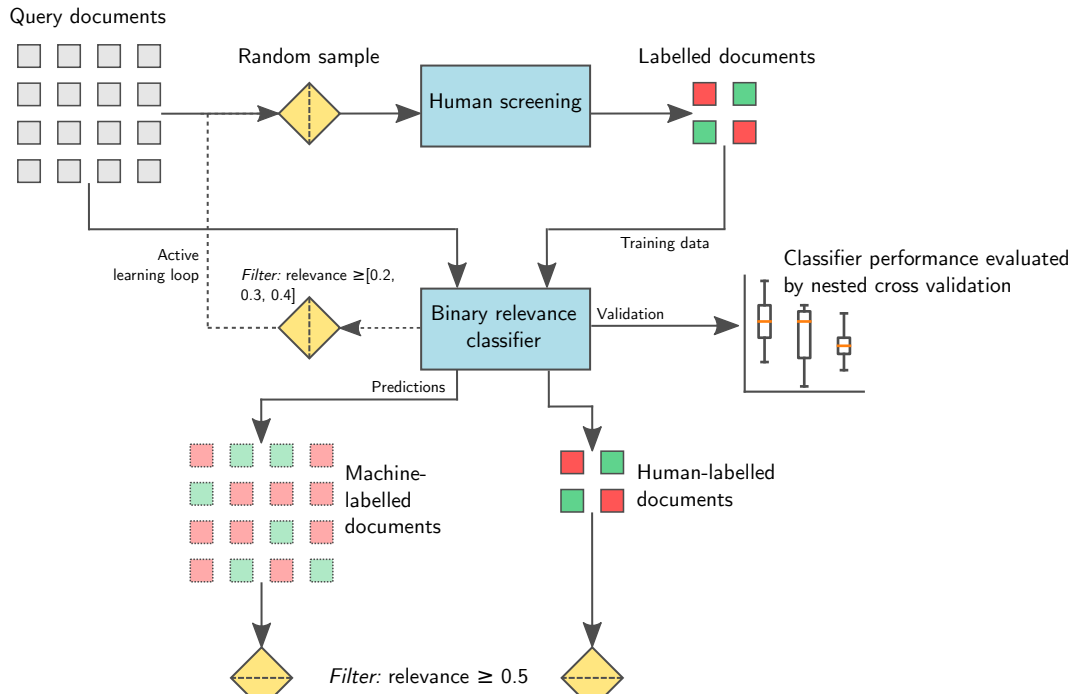 Query documents
Random sample
Human screening
Labelled documents
Training data
Active
learning loop
Filter: relevance ≥[0.2,
0.3, 0.4]
Binary relevance
classifier
Validation
Classifier performance evaluated
by nested cross validation
Predictions
Machine-
labelled
documents
Human-labelled
documents
Filter: relevance ≥ 0.5